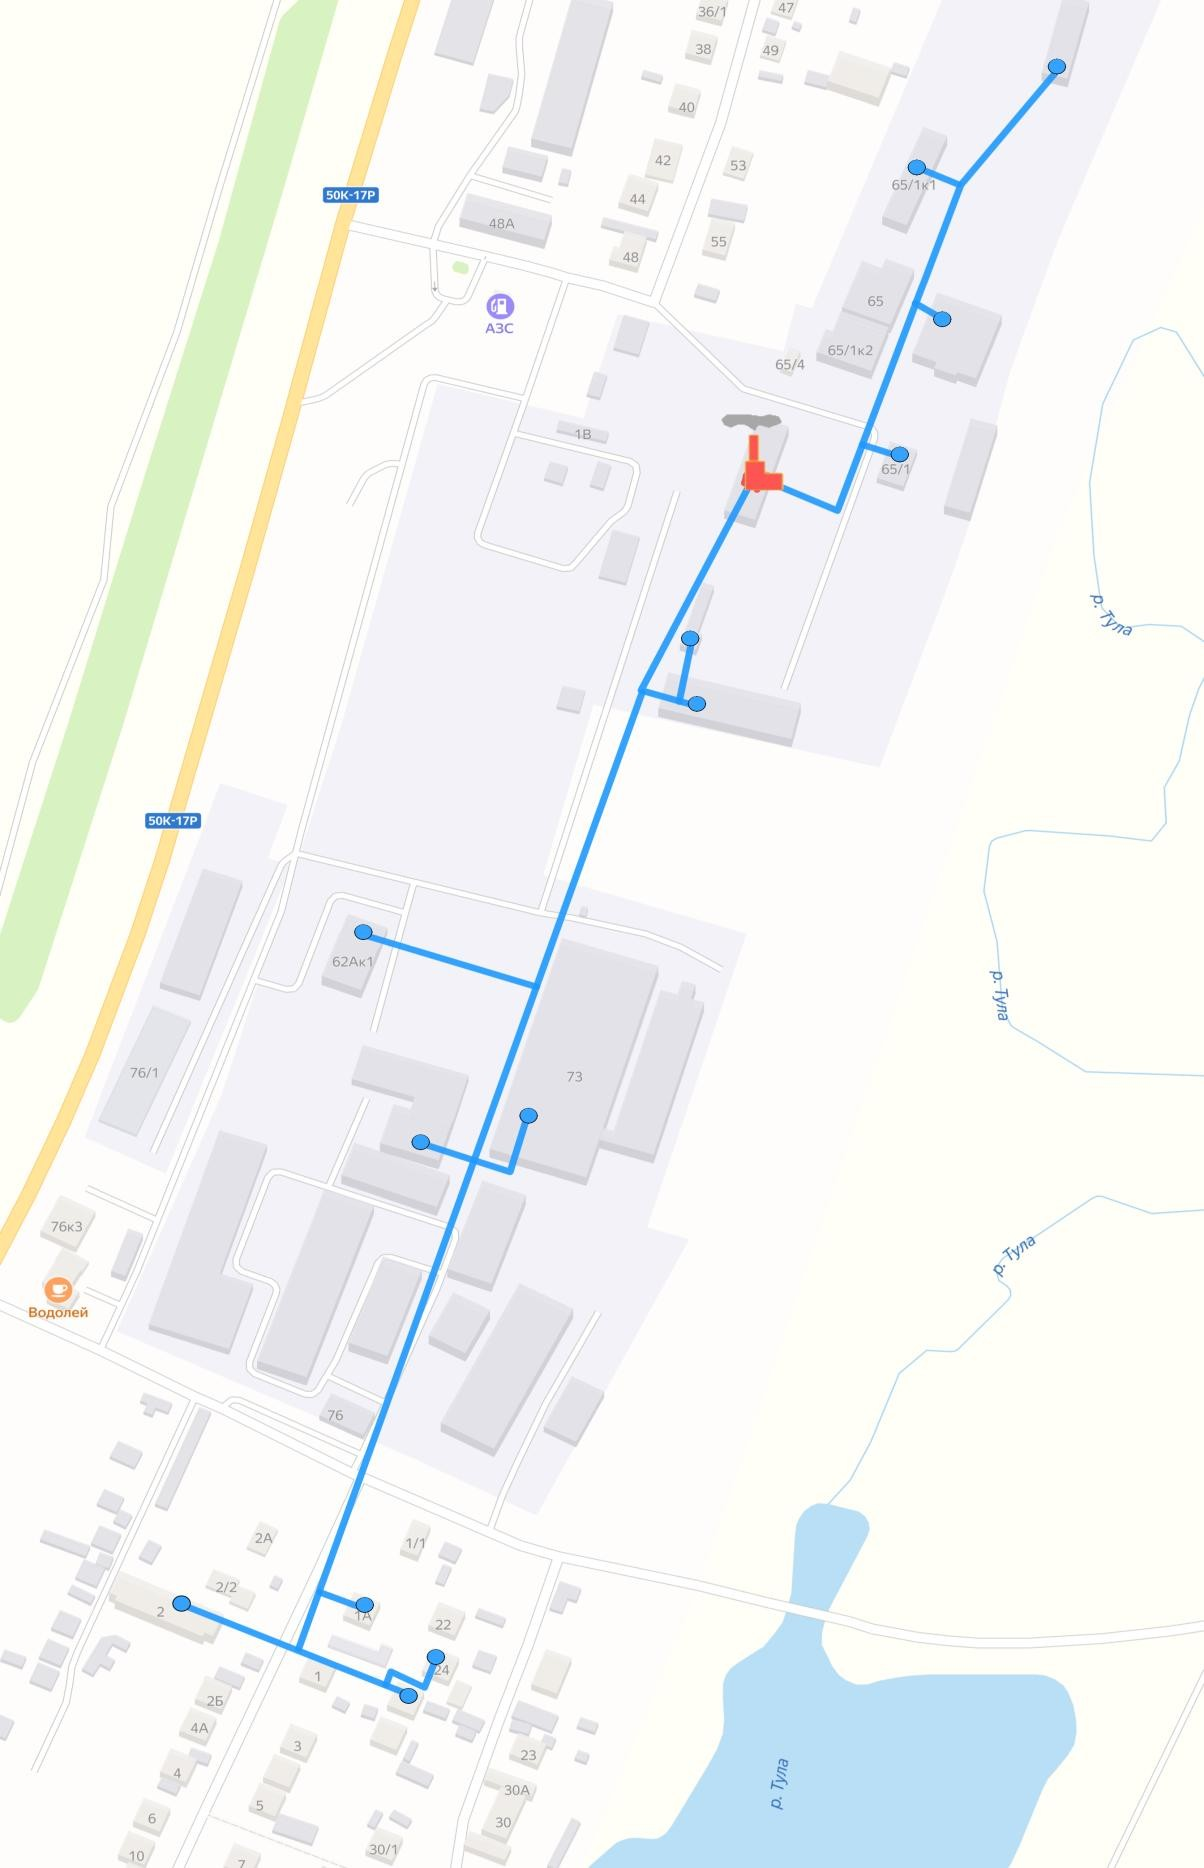 36/1
47
38
49
40
42
53
50К-17Р
44
65/1к1
48А
55
48
65
АЗС
65/1к2
65/4
1В
65/1
р. Тула
50К-17Р
62Ак1
р. Тула
76/1
73
76к3
р. Тула
Водолей
76
2А
1/1
2/2
2
1А
22
24
1
2Б
4А
3
23
4
30А
5
6
30
10
30/1
7
р. Тула